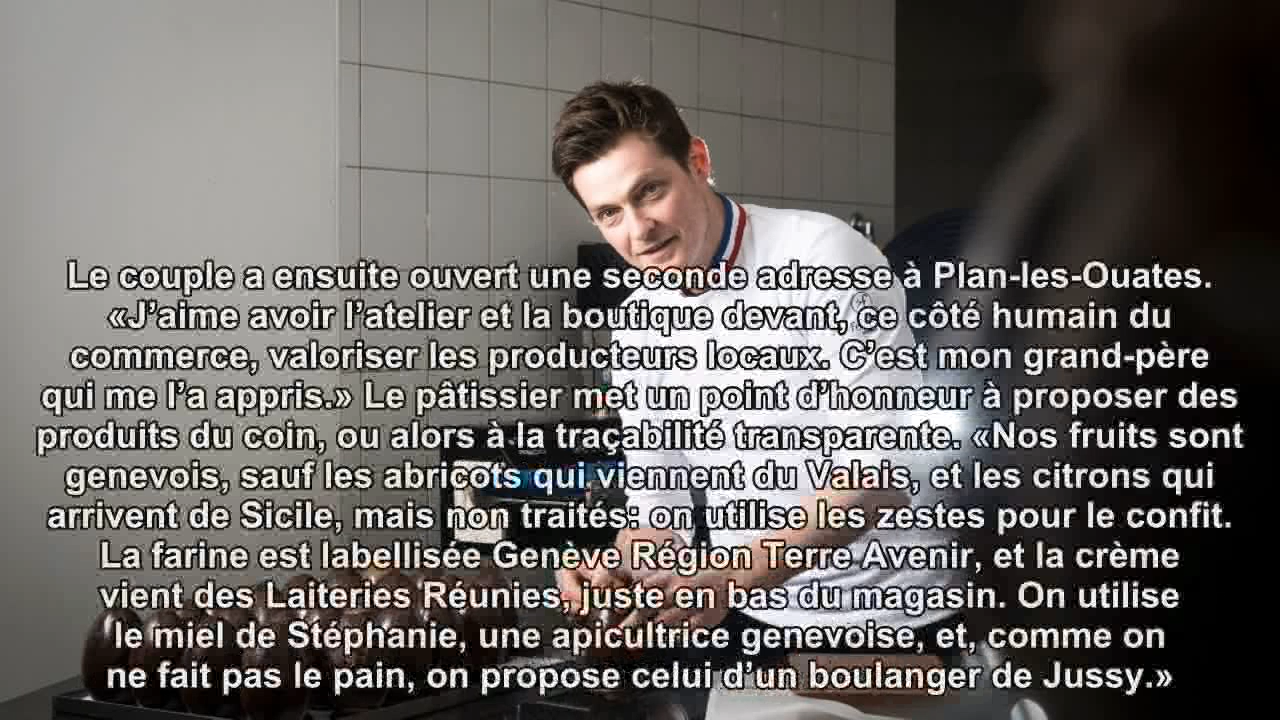 Le couple a ensuite ouvert une seconde adresse à Plan-les-Ouates.
«J’aime avoir l’atelier et la boutique devant, ce côté humain du
commerce, valoriser les producteurs locaux. C’est mon grand-père
qui me l’a appris.» Le pâtissier met un point d’honneur à proposer des
produits du coin, ou alors à la traçabilité transparente. «Nos fruits sont
genevois, sauf les abricots qui viennent du Valais, et les citrons qui
arrivent de Sicile, mais non traités: on utilise les zestes pour le confit.
La farine est labellisée Genève Région Terre Avenir, et la crème
vient des Laiteries Réunies, juste en bas du magasin. On utilise
le miel de Stéphanie, une apicultrice genevoise, et, comme on
ne fait pas le pain, on propose celui d’un boulanger de Jussy.»